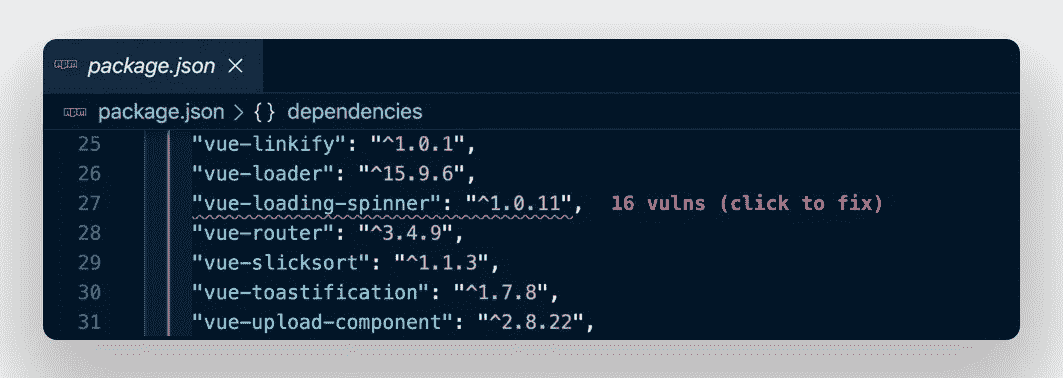 package.json ×
package.json > {} dependencies
25 "vue-linkify": "^1.0.1",
26 "vue-loader": "^15.9.6",
27 "vue-loading-spinner": "^1.0.11", 16 vulns (click to fix)
28 "vue-router": "^3.4.9",
29 "vue-slicksort": "^1.1.3",
30 "vue-toastification": "^1.7.8",
31 "vue-upload-component": "^2.8.22",